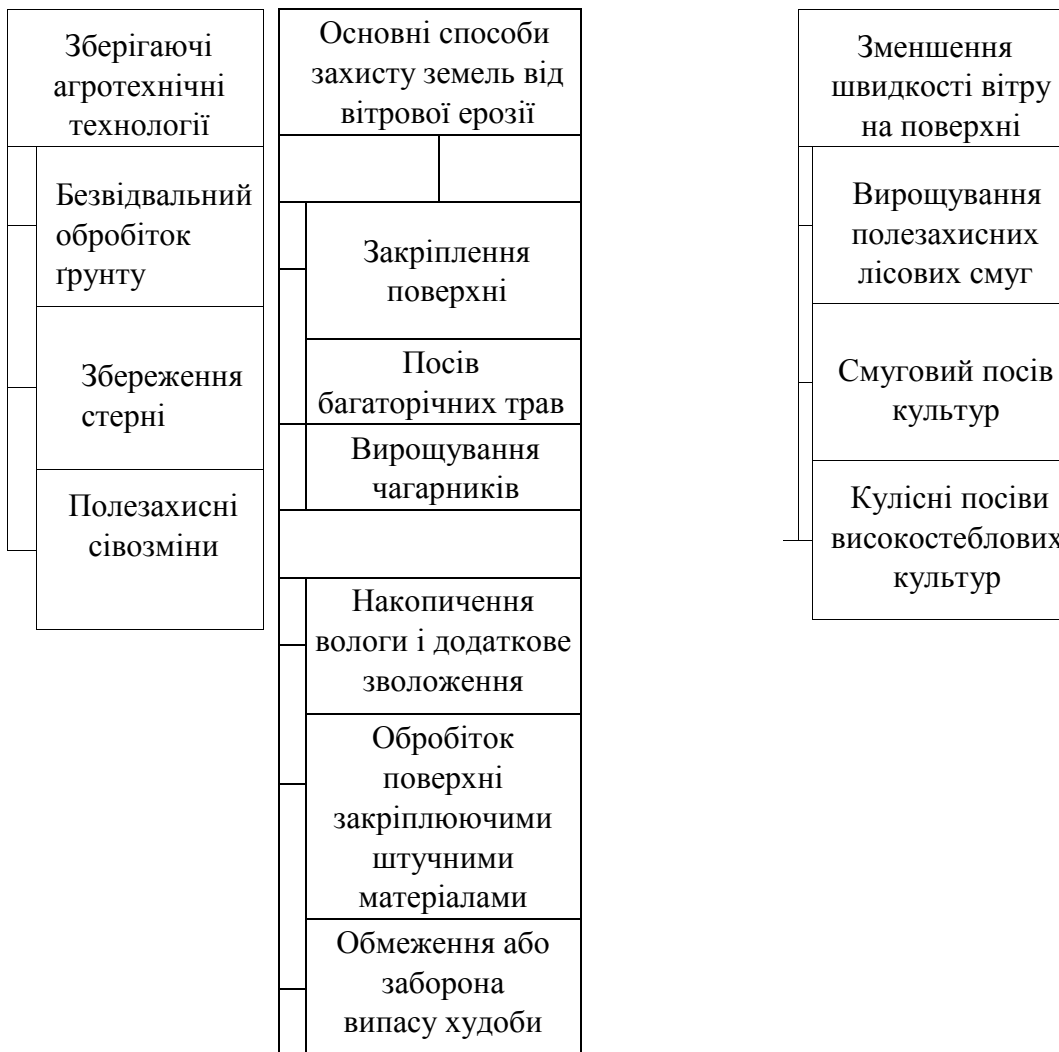 Зберігаючі
агротехнічні
технології
Безвідвальний
обробіток
ґрунту
Збереження
стерні
Полезахисні
сівозміни
Основні способи
захисту земель від
вітрової ерозії
Закріплення
поверхні
Посів
багаторічних трав
Вирощування
чагарників
Накопичення
вологи і додаткове
зволоження
Обробіток
поверхні
закріплюючими
штучними
матеріалами
Обмеження або
заборона
випасу худоби
Зменшення
швидкості вітру
на поверхні
Вирощування
полезахисних
лісових смуг
Смуговий посів
культур
Кулісні посіви
високостеблових
культур